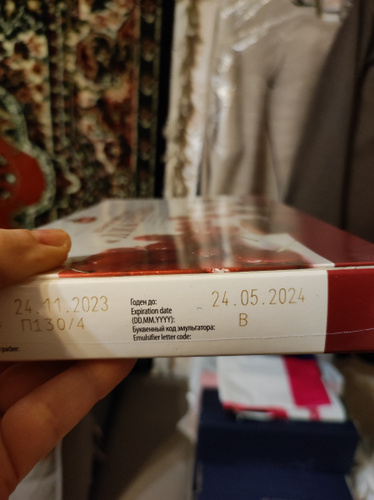 24.11.2023
П130/4
packer:
Годен до:
Expiration date
(DD.MM.YYYY):
24.05.2024
Буквенный код эмульгатора:
B
Emulsifier letter code: